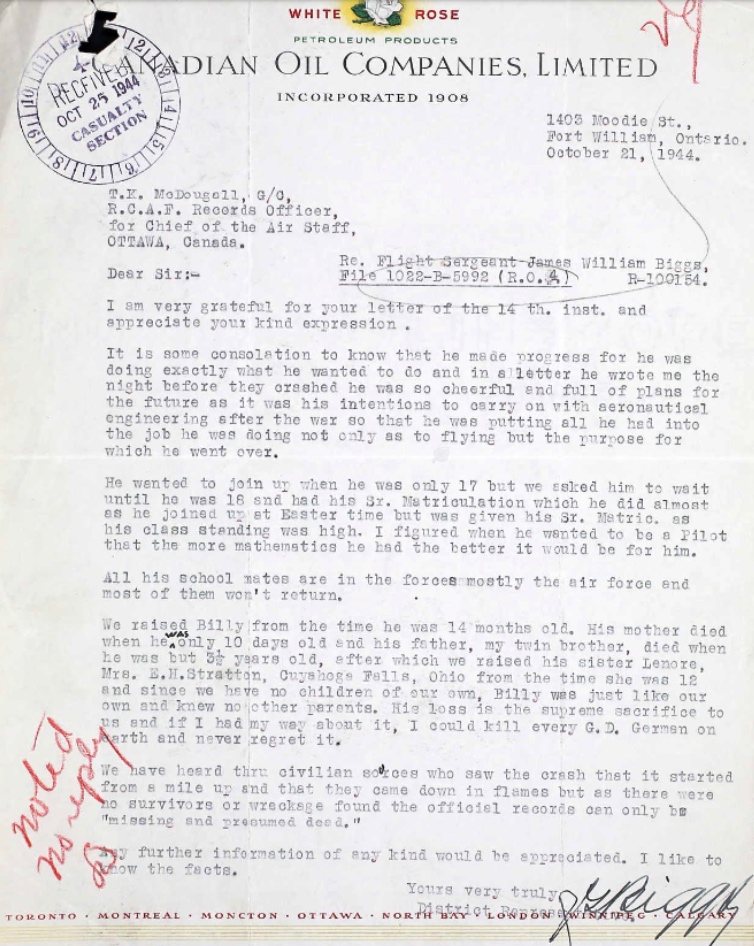 WHITE ROSE
PETROLEUM PRODUCTS
CANADIAN OIL COMPANIES, LIMITED
INCORPORATED 1908
RECEIVED
OCT 25 1944
CASUALTY
SECTION
1403 Moodie St.,
Fort William, Ontario.
October 21, 1944.
T.K. McDougall, G/C,
R.C.A.F. Records Officer,
for Chief of the Air Staff,
OTTAWA, Canada.
Re. Flight Sergeant James William Biggs,
Dear Sir:- File 1022-B-5992 (R.O.4) R-100154.
I am very grateful for your letter of the 14 th. inst. and
appreciate your kind expression .
It is some consolation to know that he made progress for he was
doing exactly what he wanted to do and in a letter he wrote me the
night before they crashed he was so cheerful and full of plans for
the future as it was his intentions to carry on with aeronautical
engineering after the war so that he was putting all he had into
the job he was doing not only as to flying but the purpose for
which he went over.
He wanted to join up when he was only 17 but we asked him to wait
until he was 18 snd had his Sr. Matriculation which he did almost
as he joined up at Easter time but was given his Sr. Matric. as
his class standing was high. I figured when he wanted to be a Pilot
that the more mathematics he had the better it would be for him.
All his school mates are in the forces mostly the air force and
most of them won't return.
We raised Billy from the time he was 14 months old. His mother died
when he was only 10 days old and his father, my twin brother, died when
he was but 3½ years old, after which we raised his sister Lenore,
Mrs. E.H.Stratton, Cuyahoga Falls, Ohio from the time she was 12
and since we have no children of our own, Billy was just like our
own and knew no other parents. His loss is the supreme sacrifice to
us and if I had my way about it, I could kill every G.D. German on
earth and never regret it.
We have heard thru civilian sources who saw the crash that it started
from a mile up and that they came down in flames but as there were
no survivors or wreckage found the official records can only be
"missing and presumed dead."
Any further information of any kind would be appreciated. I like to
know the facts.
Yours very truly
District Representative
JG Biggs
noted
no reply
TORONTO · MONTREAL · MONCTON · OTTAWA · NORTH BAY · LONDON · WINNIPEG · CALGARY